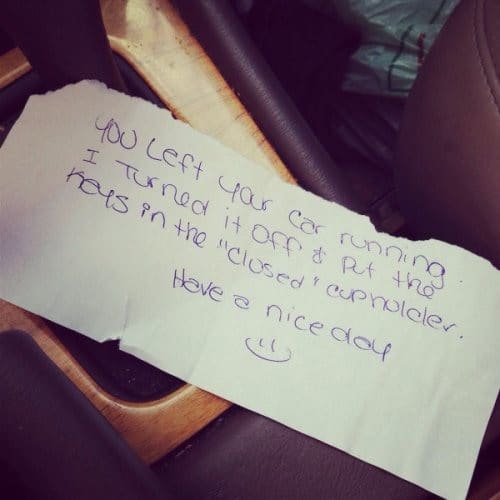 You Left your car running.
I Turned it off & Put the
Keys in the "closed" cupholder.
Have a nice day